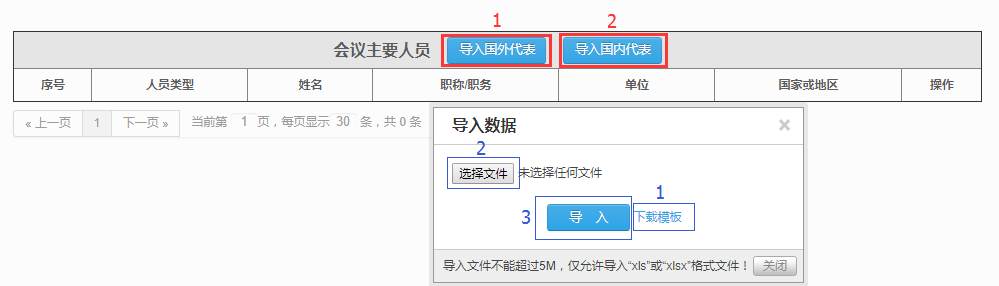 1 2
会议主要人员 导入国外代表 导入国内代表
序号 人员类型 姓名 职称/职务 单位 国家或地区 操作
« 上一页 1 下一页 » 当前第 1 页，每页显示 30 条，共 0 条
导入数据 ×
2
选择文件 未选择任何文件
1
3 导 入 下载模板
导入文件不能超过5M，仅允许导入“xls”或“xlsx”格式文件！ 关闭